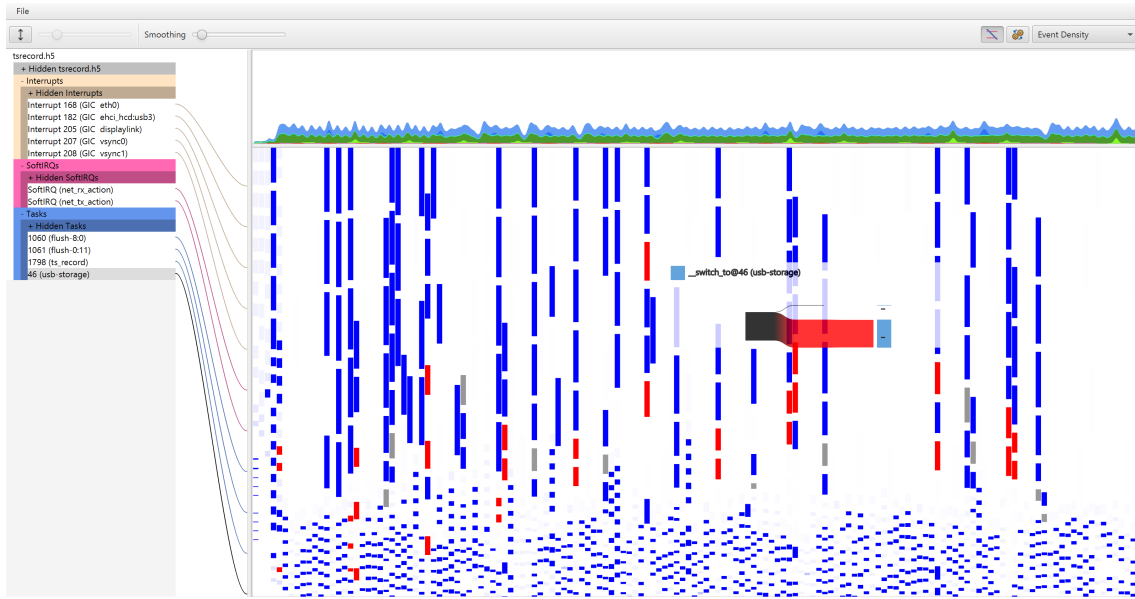 File
Smoothing
Event Density
tsrecord.h5
+ Hidden tsrecord.h5
- Interrupts
+ Hidden Interrupts
Interrupt 168 (GIC eth0)
Interrupt 182 (GIC ehci_hcd:usb3)
Interrupt 205 (GIC displaylink)
Interrupt 207 (GIC vsync0)
Interrupt 208 (GIC vsync1)
- SoftIRQs
+ Hidden SoftIRQs
SoftIRQ (net_rx_action)
SoftIRQ (net_tx_action)
- Tasks
+ Hidden Tasks
1060 (flush-8:0)
1061 (flush-0:11)
1798 (ts_record)
46 (usb-storage)
__switch_to@46 (usb-storage)